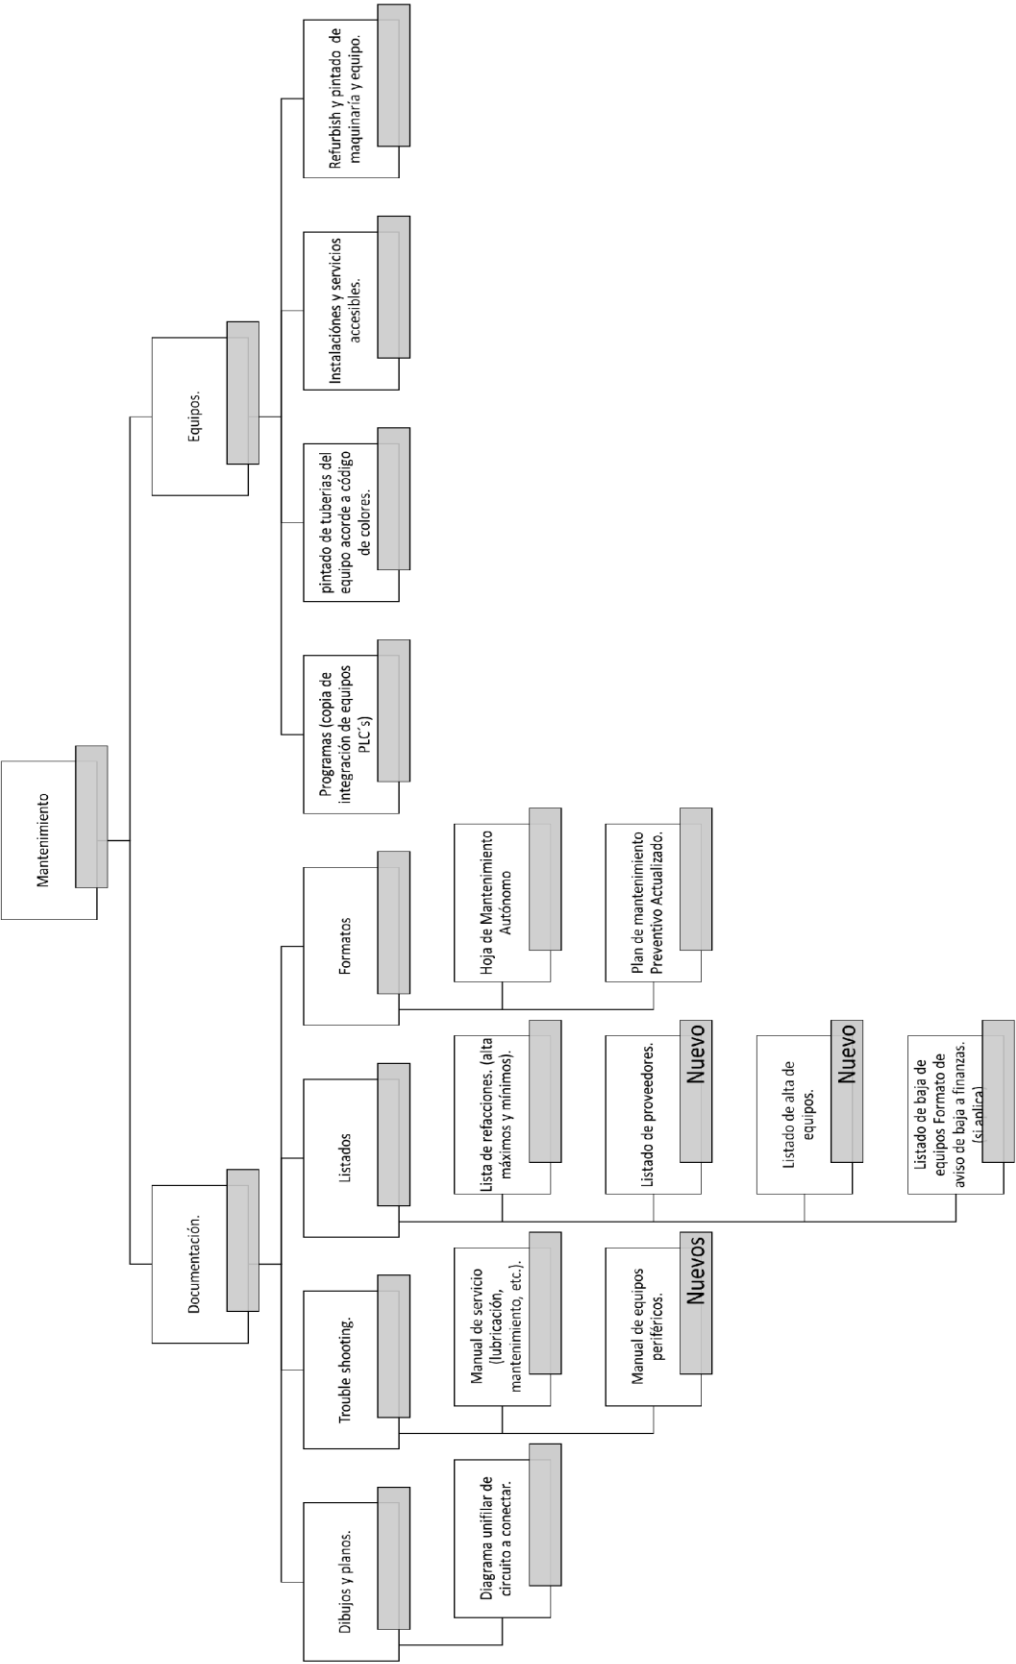 Mantenimiento
Documentación.
Equipos.
Dibujos y planos.
Trouble shooting.
Listados
Formatos
Programas (copia de
integración de equipos
PLC´s)
pintado de tuberias del
equipo acorde a código
de colores.
Instalaciónes y servicios
accesibles.
Refurbish y pintado de
maquinaría y equipo.
Diagrama unifilar de
circuito a conectar.
Manual de servicio
(lubricación,
mantenimiento, etc.).
Manual de equipos
periféricos.
Nuevos
Lista de refacciones. (alta
máximos y mínimos).
Listado de proveedores.
Nuevo
Listado de alta de
equipos.
Nuevo
Listado de baja de
equipos Formato de
aviso de baja a finanzas.
(si aplica)
Hoja de Mantenimiento
Autónomo
Plan de mantenimiento
Preventivo Actualizado.